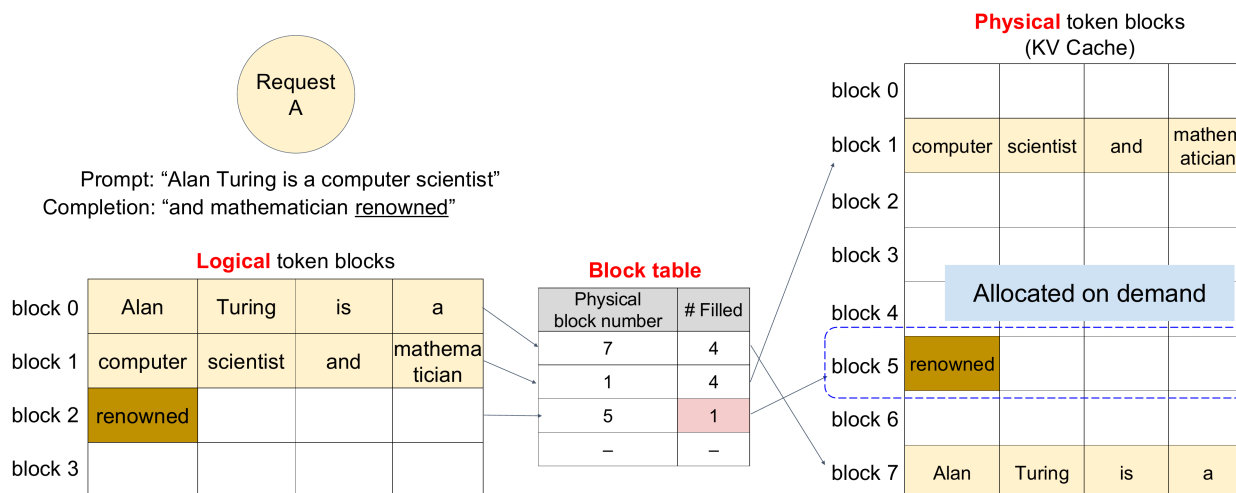 Physical token blocks
(KV Cache)
Request
A
Prompt: “Alan Turing is a computer scientist”
Completion: “and mathematician renowned”
Logical token blocks
block 0 Alan Turing is a
block 1 computer scientist and mathema
tician
block 2 renowned
block 3
Block table
Physical
block number # Filled
7 4
1 4
5 1
– –
block 0
block 1 computer scientist and mathem
atician
block 2
block 3
Allocated on demand
block 4
block 5 renowned
block 6
block 7 Alan Turing is a